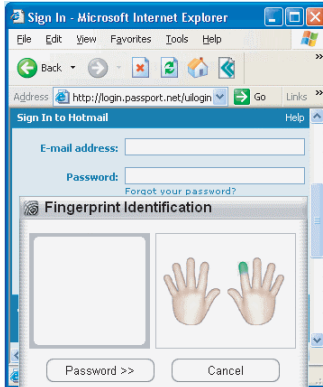 Sign In - Microsoft Internet Explorer
File Edit View Favorites Tools Help
Back
Address http://login.passport.net/uilogin Go Links »
Sign In to Hotmail Help
E-mail address:
Password:
Forgot your password?
Fingerprint Identification
Password >> Cancel